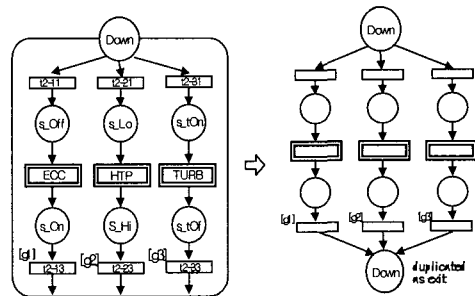 Down
Down
t2-11
t2-21
t2-31
s_Off
s_Lo
s_tOn
ECC
HTP
TURB
s_On
S_Hi
s_tOf
[g1]
[g2]
[g3]
t2-13
t2-23
t2-33
[g1]
[g2]
[g3]
Down
duplicated
as exit